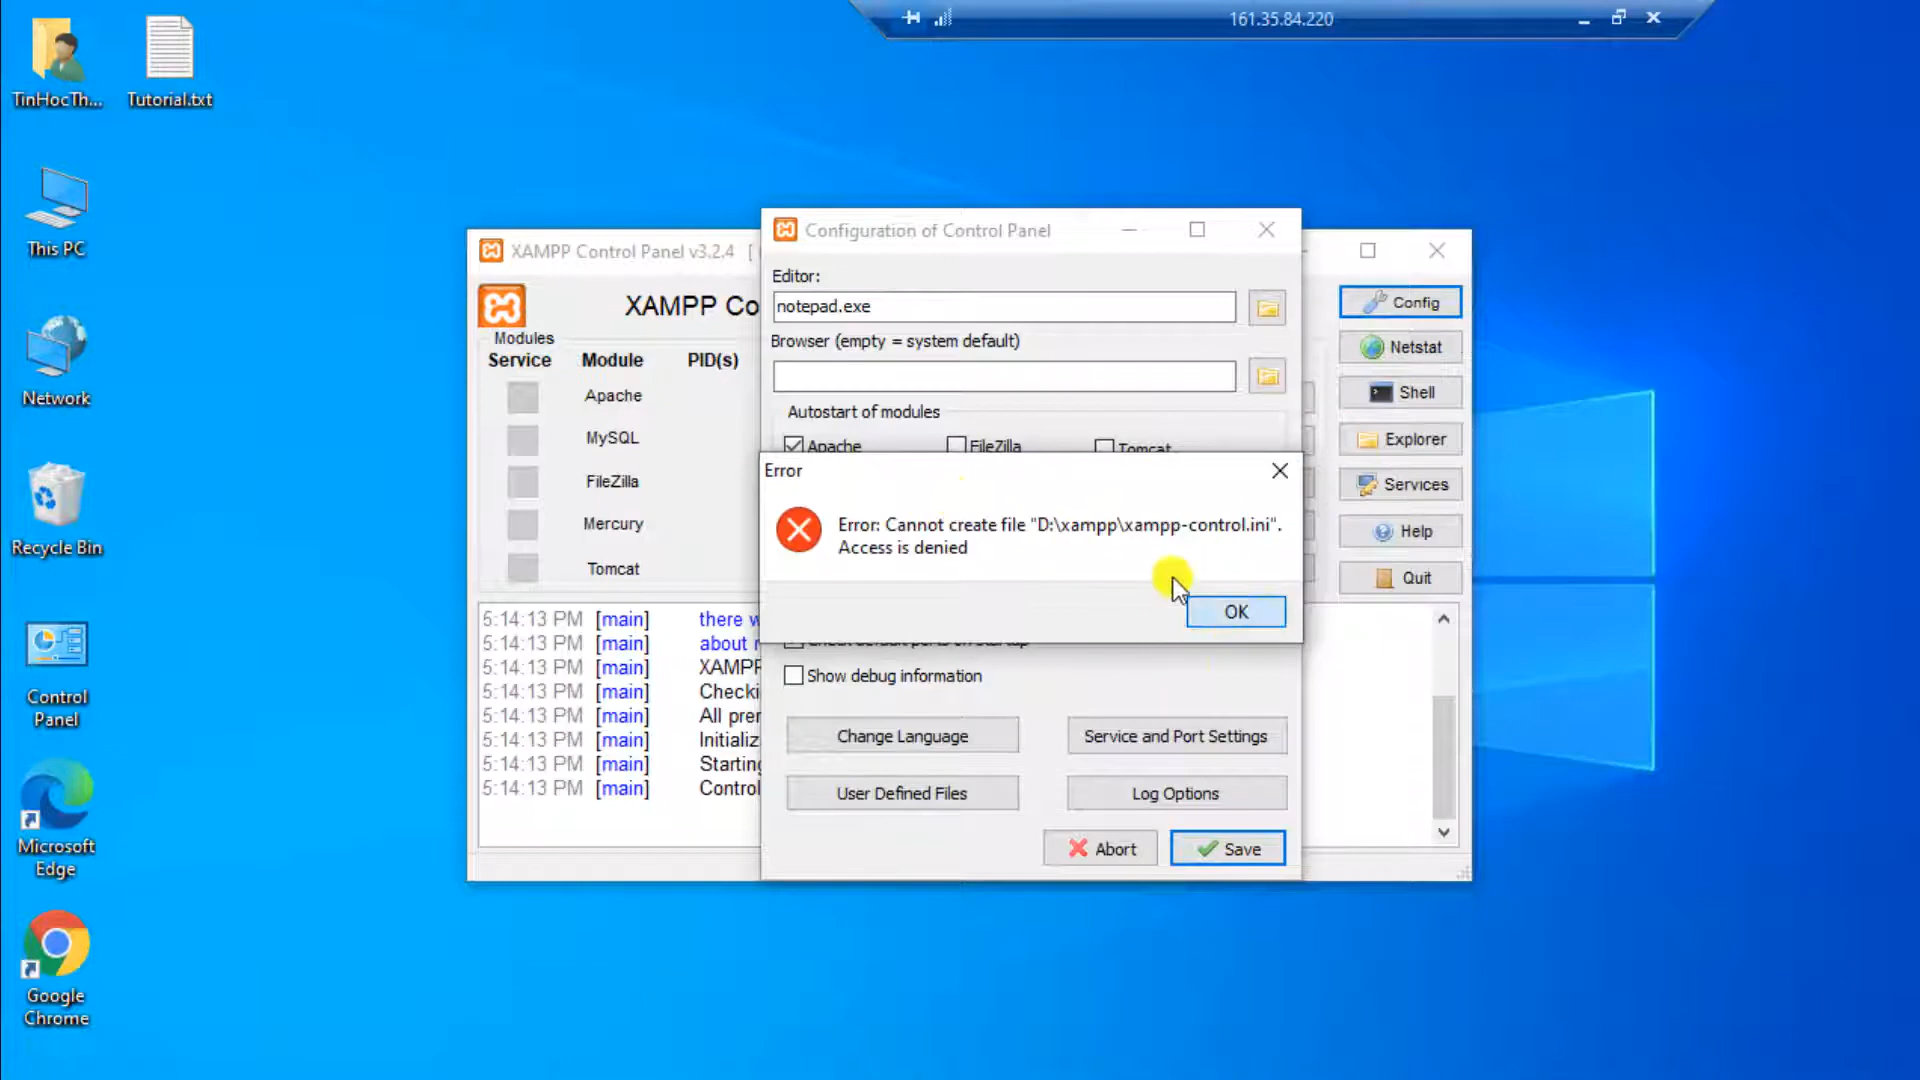 161.35.84.220
TinHocTh...
Tutorial.txt
This PC
Network
Recycle Bin
Control
Panel
Microsoft
Edge
Google
Chrome
XAMPP Control Panel v3.2.4 [
XAMPP Co
Modules
Service
Module
PID(s)
Apache
MySQL
FileZilla
Mercury
Tomcat
Config
Netstat
Shell
Explorer
Services
Help
Quit
5:14:13 PM [main] there w
5:14:13 PM [main] about
5:14:13 PM [main] XAMPP
5:14:13 PM [main] Checki
5:14:13 PM [main] All prer
5:14:13 PM [main] Initializ
5:14:13 PM [main] Starting
5:14:13 PM [main] Control
Configuration of Control Panel
Editor:
notepad.exe
Browser (empty = system default)
Autostart of modules
Apache
FileZilla
Tomcat
Error
Error: Cannot create file "D:\xampp\xampp-control.ini".
Access is denied
OK
Check default ports on startup
Show debug information
Change Language
Service and Port Settings
User Defined Files
Log Options
Abort
Save